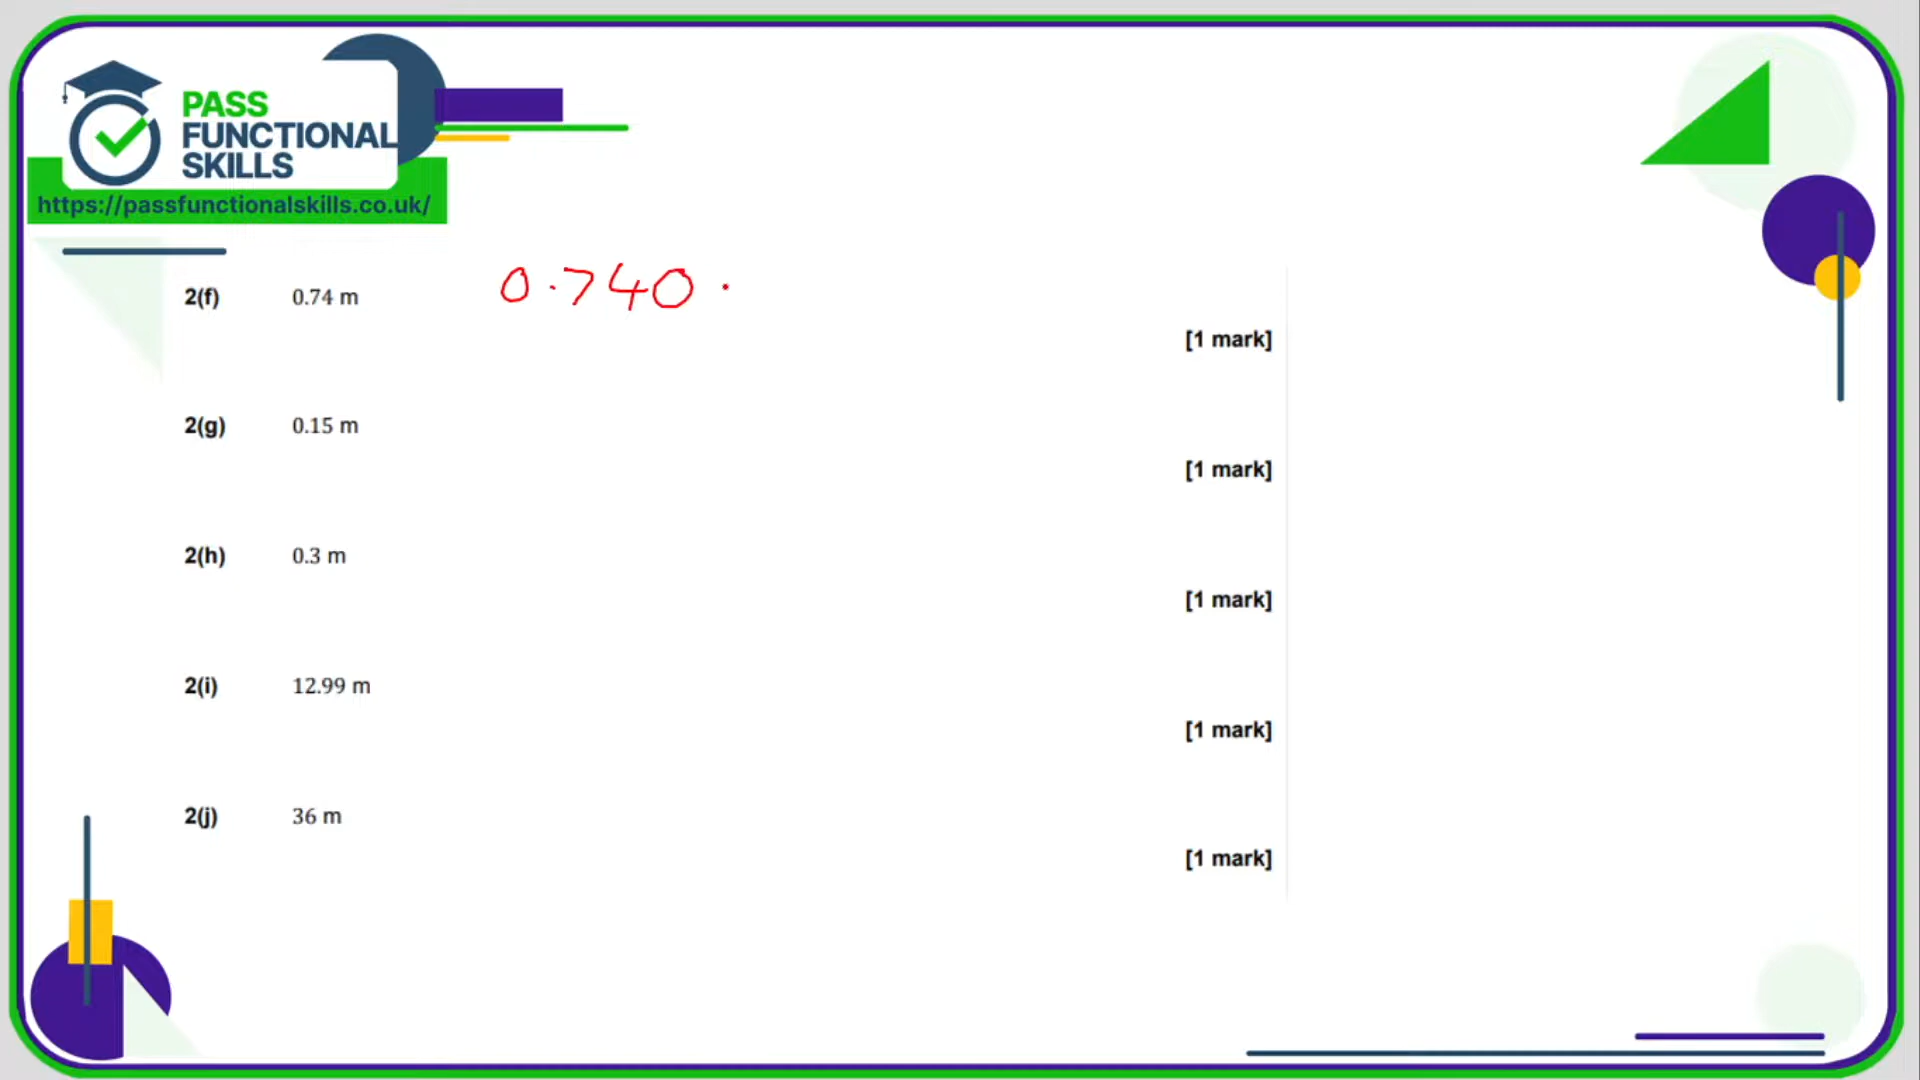 PASS
FUNCTIONAL
SKILLS
https://passfunctionalskills.co.uk/
2(f) 0.74 m 0.740 .
[1 mark]
2(g) 0.15 m
[1 mark]
2(h) 0.3 m
[1 mark]
2(i) 12.99 m
[1 mark]
2(j) 36 m
[1 mark]